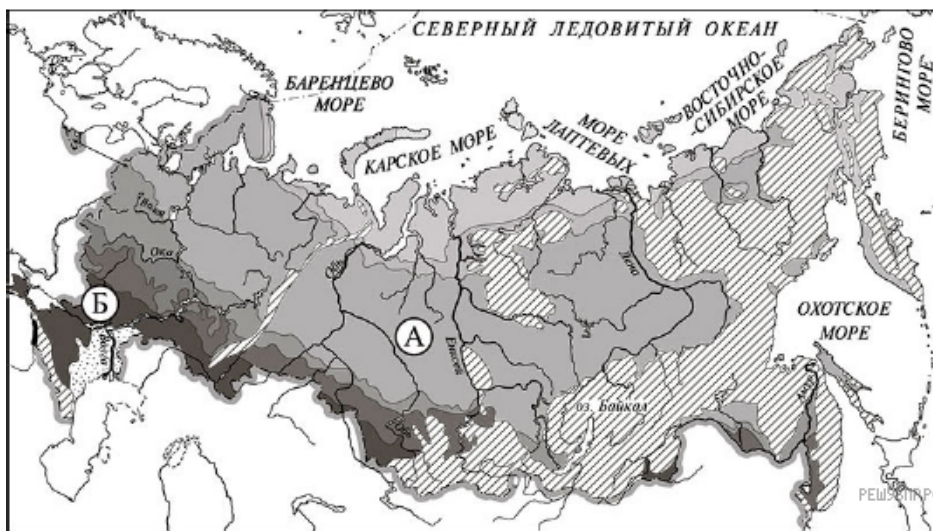 СЕВЕРНЫЙ ЛЕДОВИТЫЙ ОКЕАН
БАРЕНЦЕВО
МОРЕ
КАРСКОЕ МОРЕ
МОРЕ
ЛАПТЕВЫХ
ВОСТОЧНО-
-СИБИРСКОЕ
МОРЕ
БЕРИНГОВО
МОРЕ
Волга
Ока
Б
А
Енисей
Лена
ОХОТСКОЕ
МОРЕ
оз. Байкал